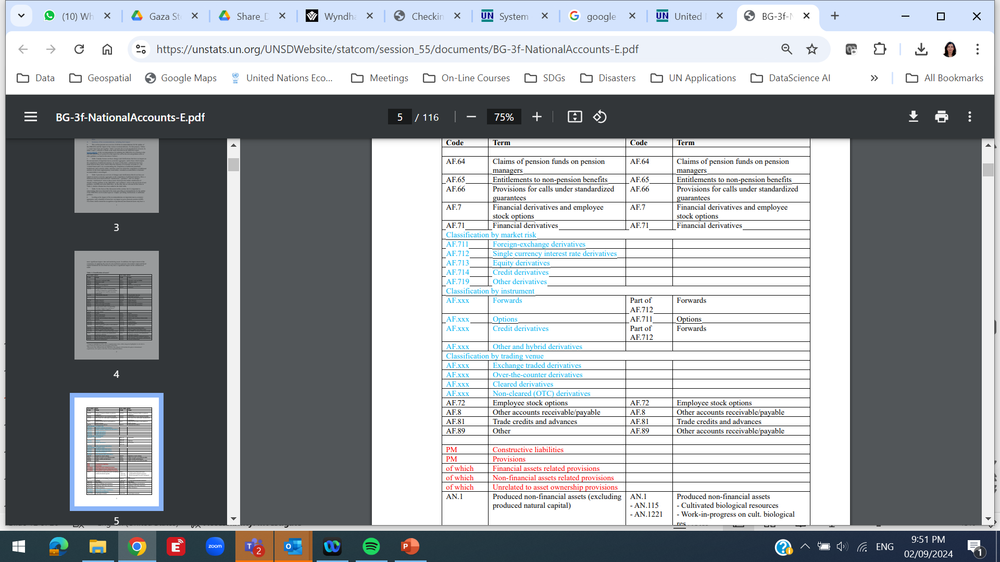 (10) Wh
Gaza St
Share_D
Wyndha
Checkin
UN System
google
UN United
BG-3f-N
https://unstats.un.org/UNSDWebsite/statcom/session_55/documents/BG-3f-NationalAccounts-E.pdf
Data Geospatial Google Maps United Nations Eco... Meetings On-Line Courses SDGs Disasters UN Applications DataScience AI » All Bookmarks
BG-3f-NationalAccounts-E.pdf 5 / 116 75%
3
4
5
Code Term Code Term
AF.64 Claims of pension funds on pension AF.64 Claims of pension funds on pension
managers managers
AF.65 Entitlements to non-pension benefits AF.65 Entitlements to non-pension benefits
AF.66 Provisions for calls under standardized AF.66 Provisions for calls under standardized
guarantees guarantees
AF.7 Financial derivatives and employee AF.7 Financial derivatives and employee
stock options stock options
AF.71 Financial derivatives AF.71 Financial derivatives
Classification by market risk
AF.711 Foreign-exchange derivatives
AF.712 Single currency interest rate derivatives
AF.713 Equity derivatives
AF.714 Credit derivatives
AF.719 Other derivatives
Classification by instrument
AF.xxx Forwards Part of Forwards
AF.712
AF.xxx Options AF.711 Options
AF.xxx Credit derivatives Part of Forwards
AF.712
AF.xxx Other and hybrid derivatives
Classification by trading venue
AF.xxx Exchange traded derivatives
AF.xxx Over-the-counter derivatives
AF.xxx Cleared derivatives
AF.xxx Non-cleared (OTC) derivatives
AF.72 Employee stock options AF.72 Employee stock options
AF.8 Other accounts receivable/payable AF.8 Other accounts receivable/payable
AF.81 Trade credits and advances AF.81 Trade credits and advances
AF.89 Other AF.89 Other accounts receivable/payable
PM Constructive liabilities
PM Provisions
of which Financial assets related provisions
of which Non-financial assets related provisions
of which Unrelated to asset ownership provisions
AN.1 Produced non-financial assets (excluding AN.1 Produced non-financial assets
produced natural capital) - AN.115 - Cultivated biological resources
- AN.1221 - Work-in-progress on cult. biological
res
zoom
2
ENG
9:51 PM
02/09/2024
1